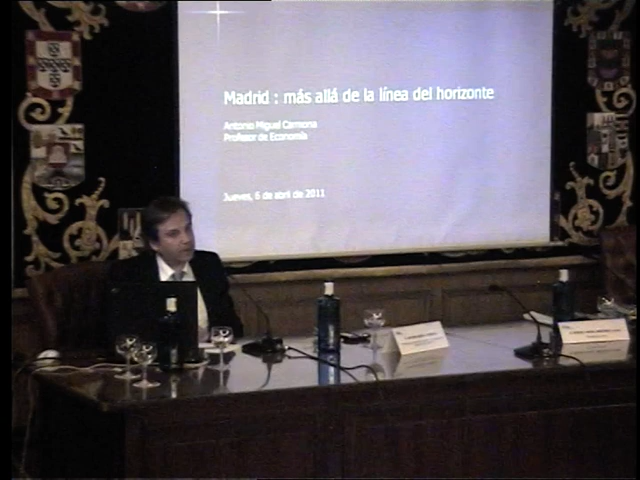 Madrid : más allá de la línea del horizonte
Antonio Miguel Carmona
Profesor de Economía
Jueves, 6 de abril de 2011